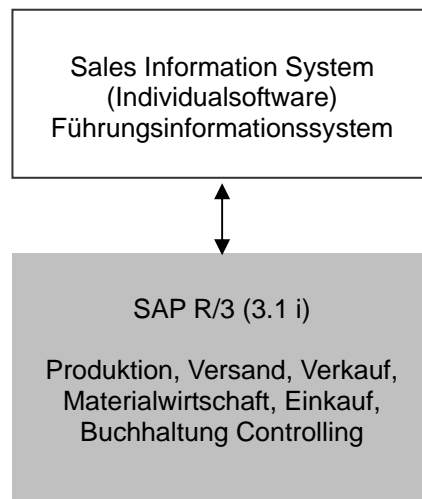 Sales Information System
(Individualsoftware)
Führungsinformationssystem
SAP R/3 (3.1 i)
Produktion, Versand, Verkauf,
Materialwirtschaft, Einkauf,
Buchhaltung Controlling